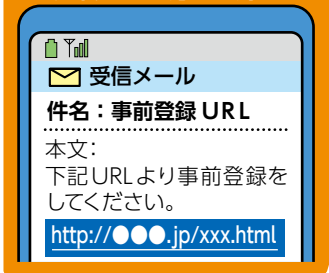 受信メール
件名：事前登録URL
本文：
下記URLより事前登録を
してください。
http://●●●.jp/xxx.html